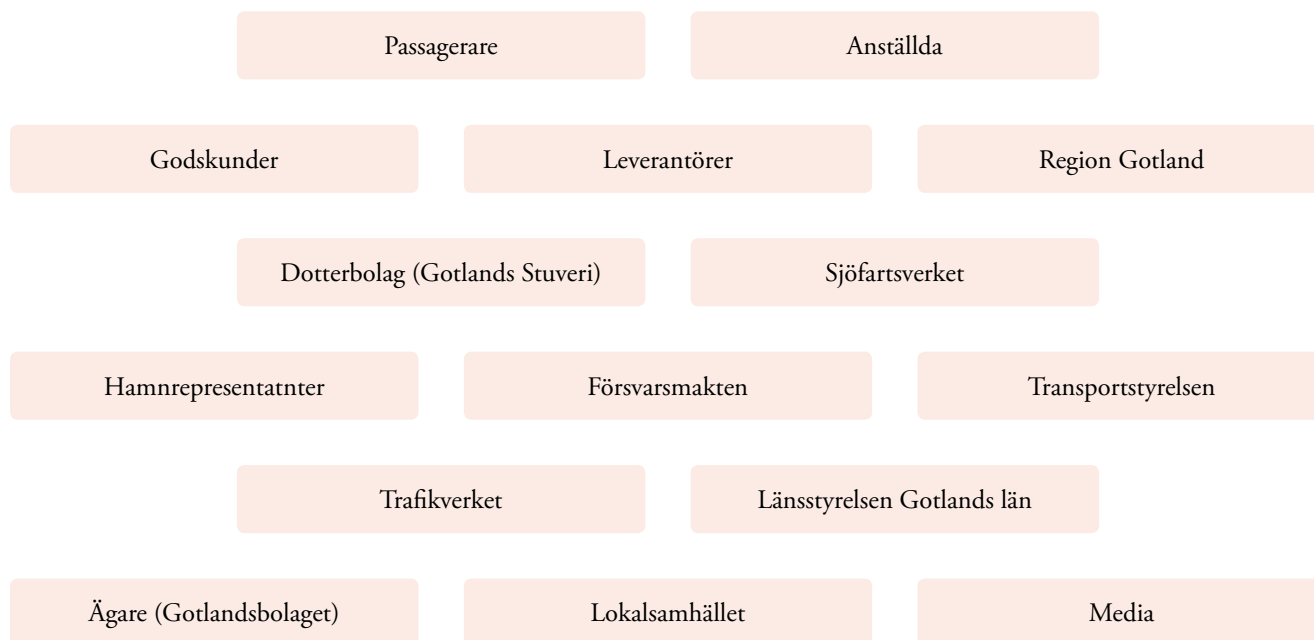 Passagerare
Anställda
Godskunder
Leverantörer
Region Gotland
Dotterbolag (Gotlands Stuveri)
Sjöfartsverket
Hamnrepresentatnter
Försvarsmakten
Transportstyrelsen
Trafikverket
Länsstyrelsen Gotlands län
Ägare (Gotlandsbolaget)
Lokalsamhället
Media